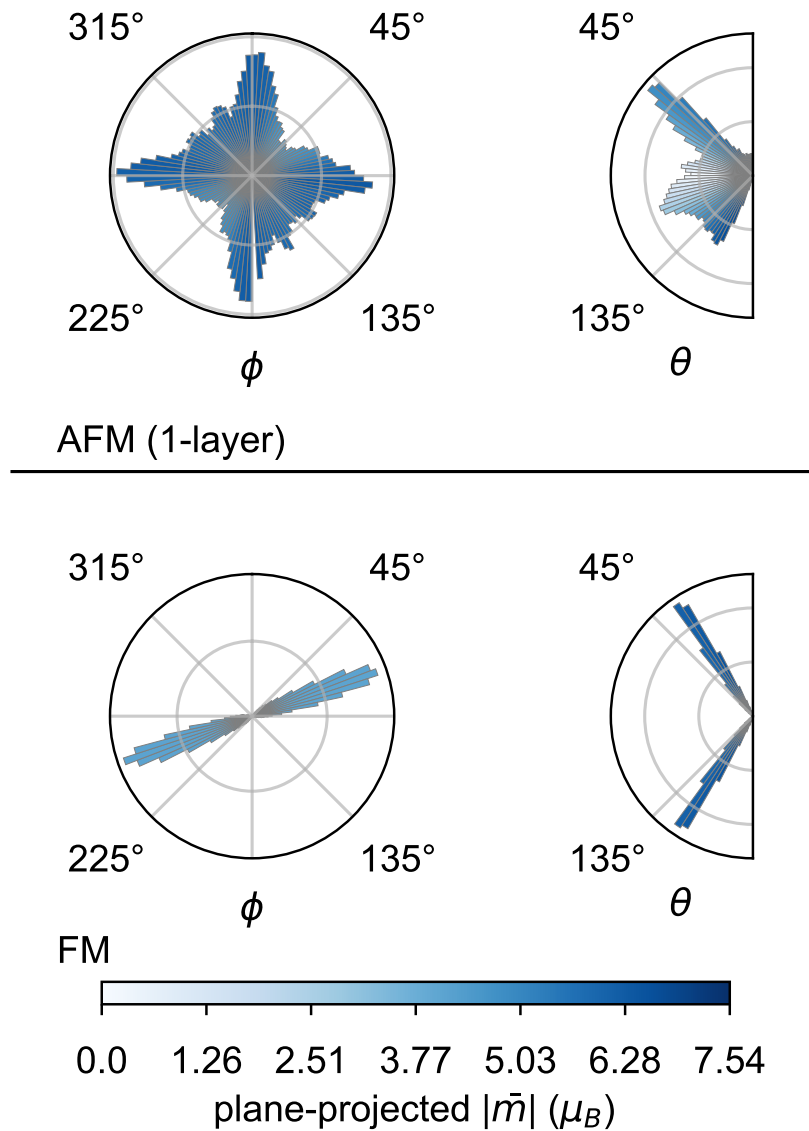 315° 45° 45°
225° 135° 135°
ϕ θ
AFM (1-layer)
315° 45° 45°
225° 135° 135°
ϕ θ
FM
0.0 1.26 2.51 3.77 5.03 6.28 7.54
plane-projected |m̄| (μ_B)